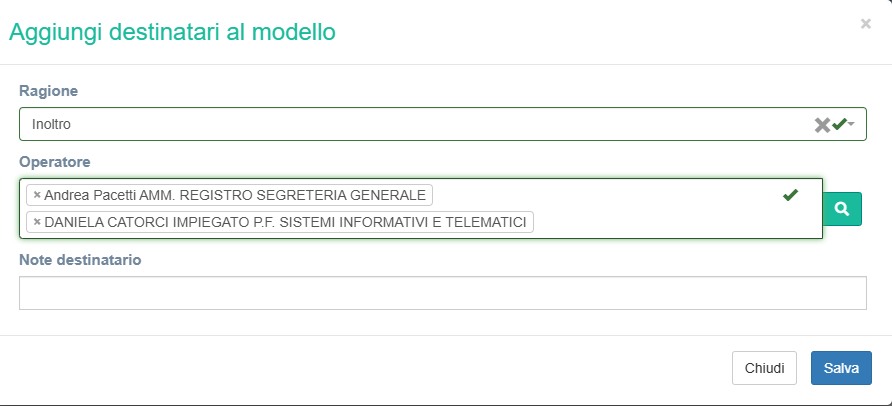 Aggiungi destinatari al modello
×
Ragione
Inoltro
Operatore
× Andrea Pacetti AMM. REGISTRO SEGRETERIA GENERALE
× DANIELA CATORCI IMPIEGATO P.F. SISTEMI INFORMATIVI E TELEMATICI
Note destinatario
Chiudi
Salva